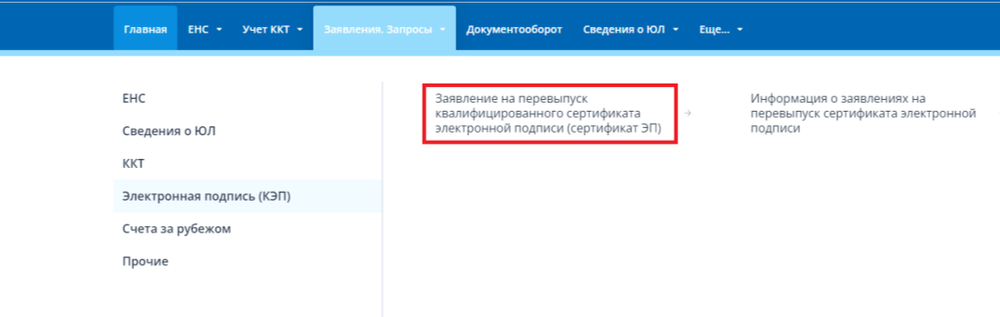 Главная ЕНС Учет ККТ Заявления. Запросы Документооборот Сведения о ЮЛ Еще...
ЕНС
Сведения о ЮЛ
ККТ
Электронная подпись (КЭП)
Счета за рубежом
Прочие
Заявление на перевыпуск
квалифицированного сертификата
электронной подписи (сертификат ЭП)
Информация о заявлениях на
перевыпуск сертификата электронной
подписи